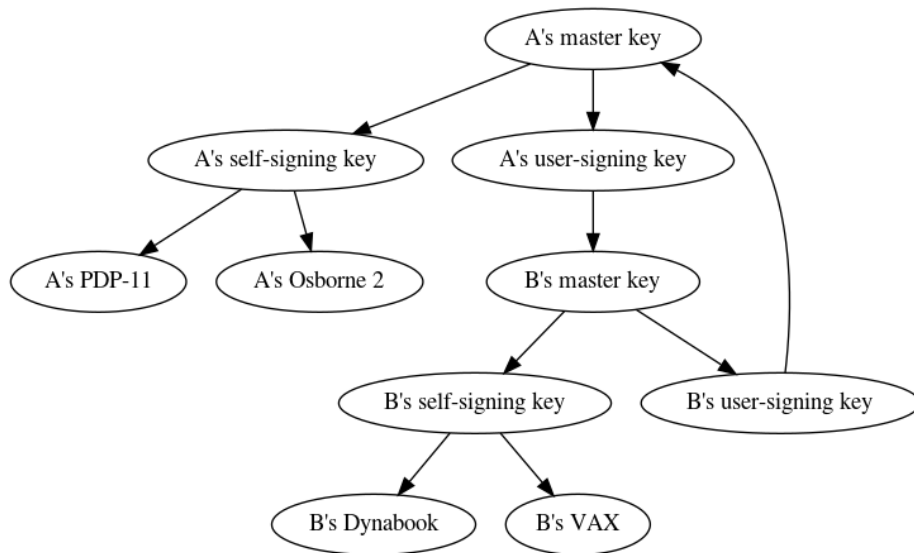 A's master key
A's self-signing key
A's user-signing key
A's PDP-11
A's Osborne 2
B's master key
B's self-signing key
B's user-signing key
B's Dynabook
B's VAX